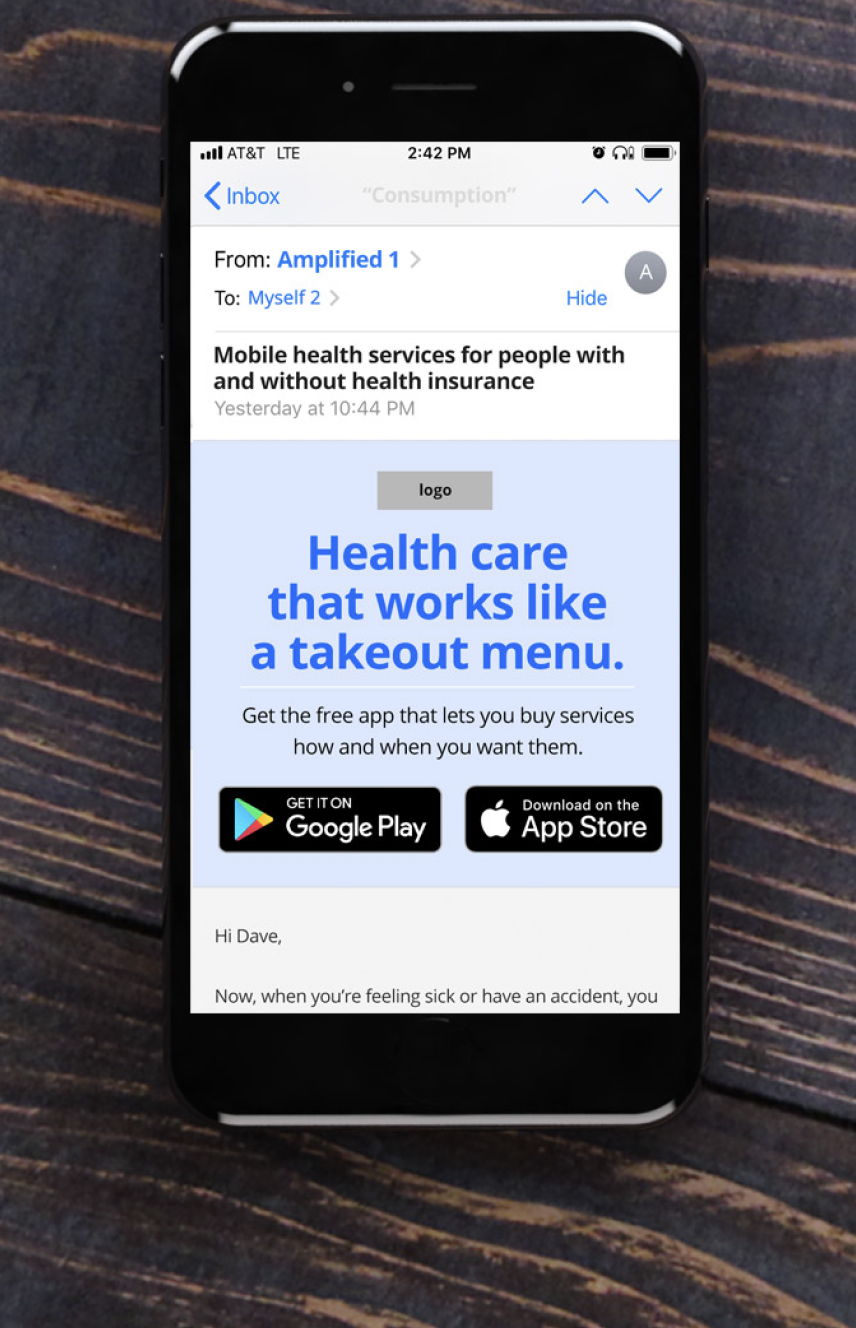 AT&T LTE 2:42 PM
Inbox "Consumption"
From: Amplified 1
A
To: Myself 2 Hide
Mobile health services for people with
and without health insurance
Yesterday at 10:44 PM
logo
Health care
that works like
a takeout menu.
Get the free app that lets you buy services
how and when you want them.
GET IT ON
Google Play
Download on the
App Store
Hi Dave,
Now, when you’re feeling sick or have an accident, you